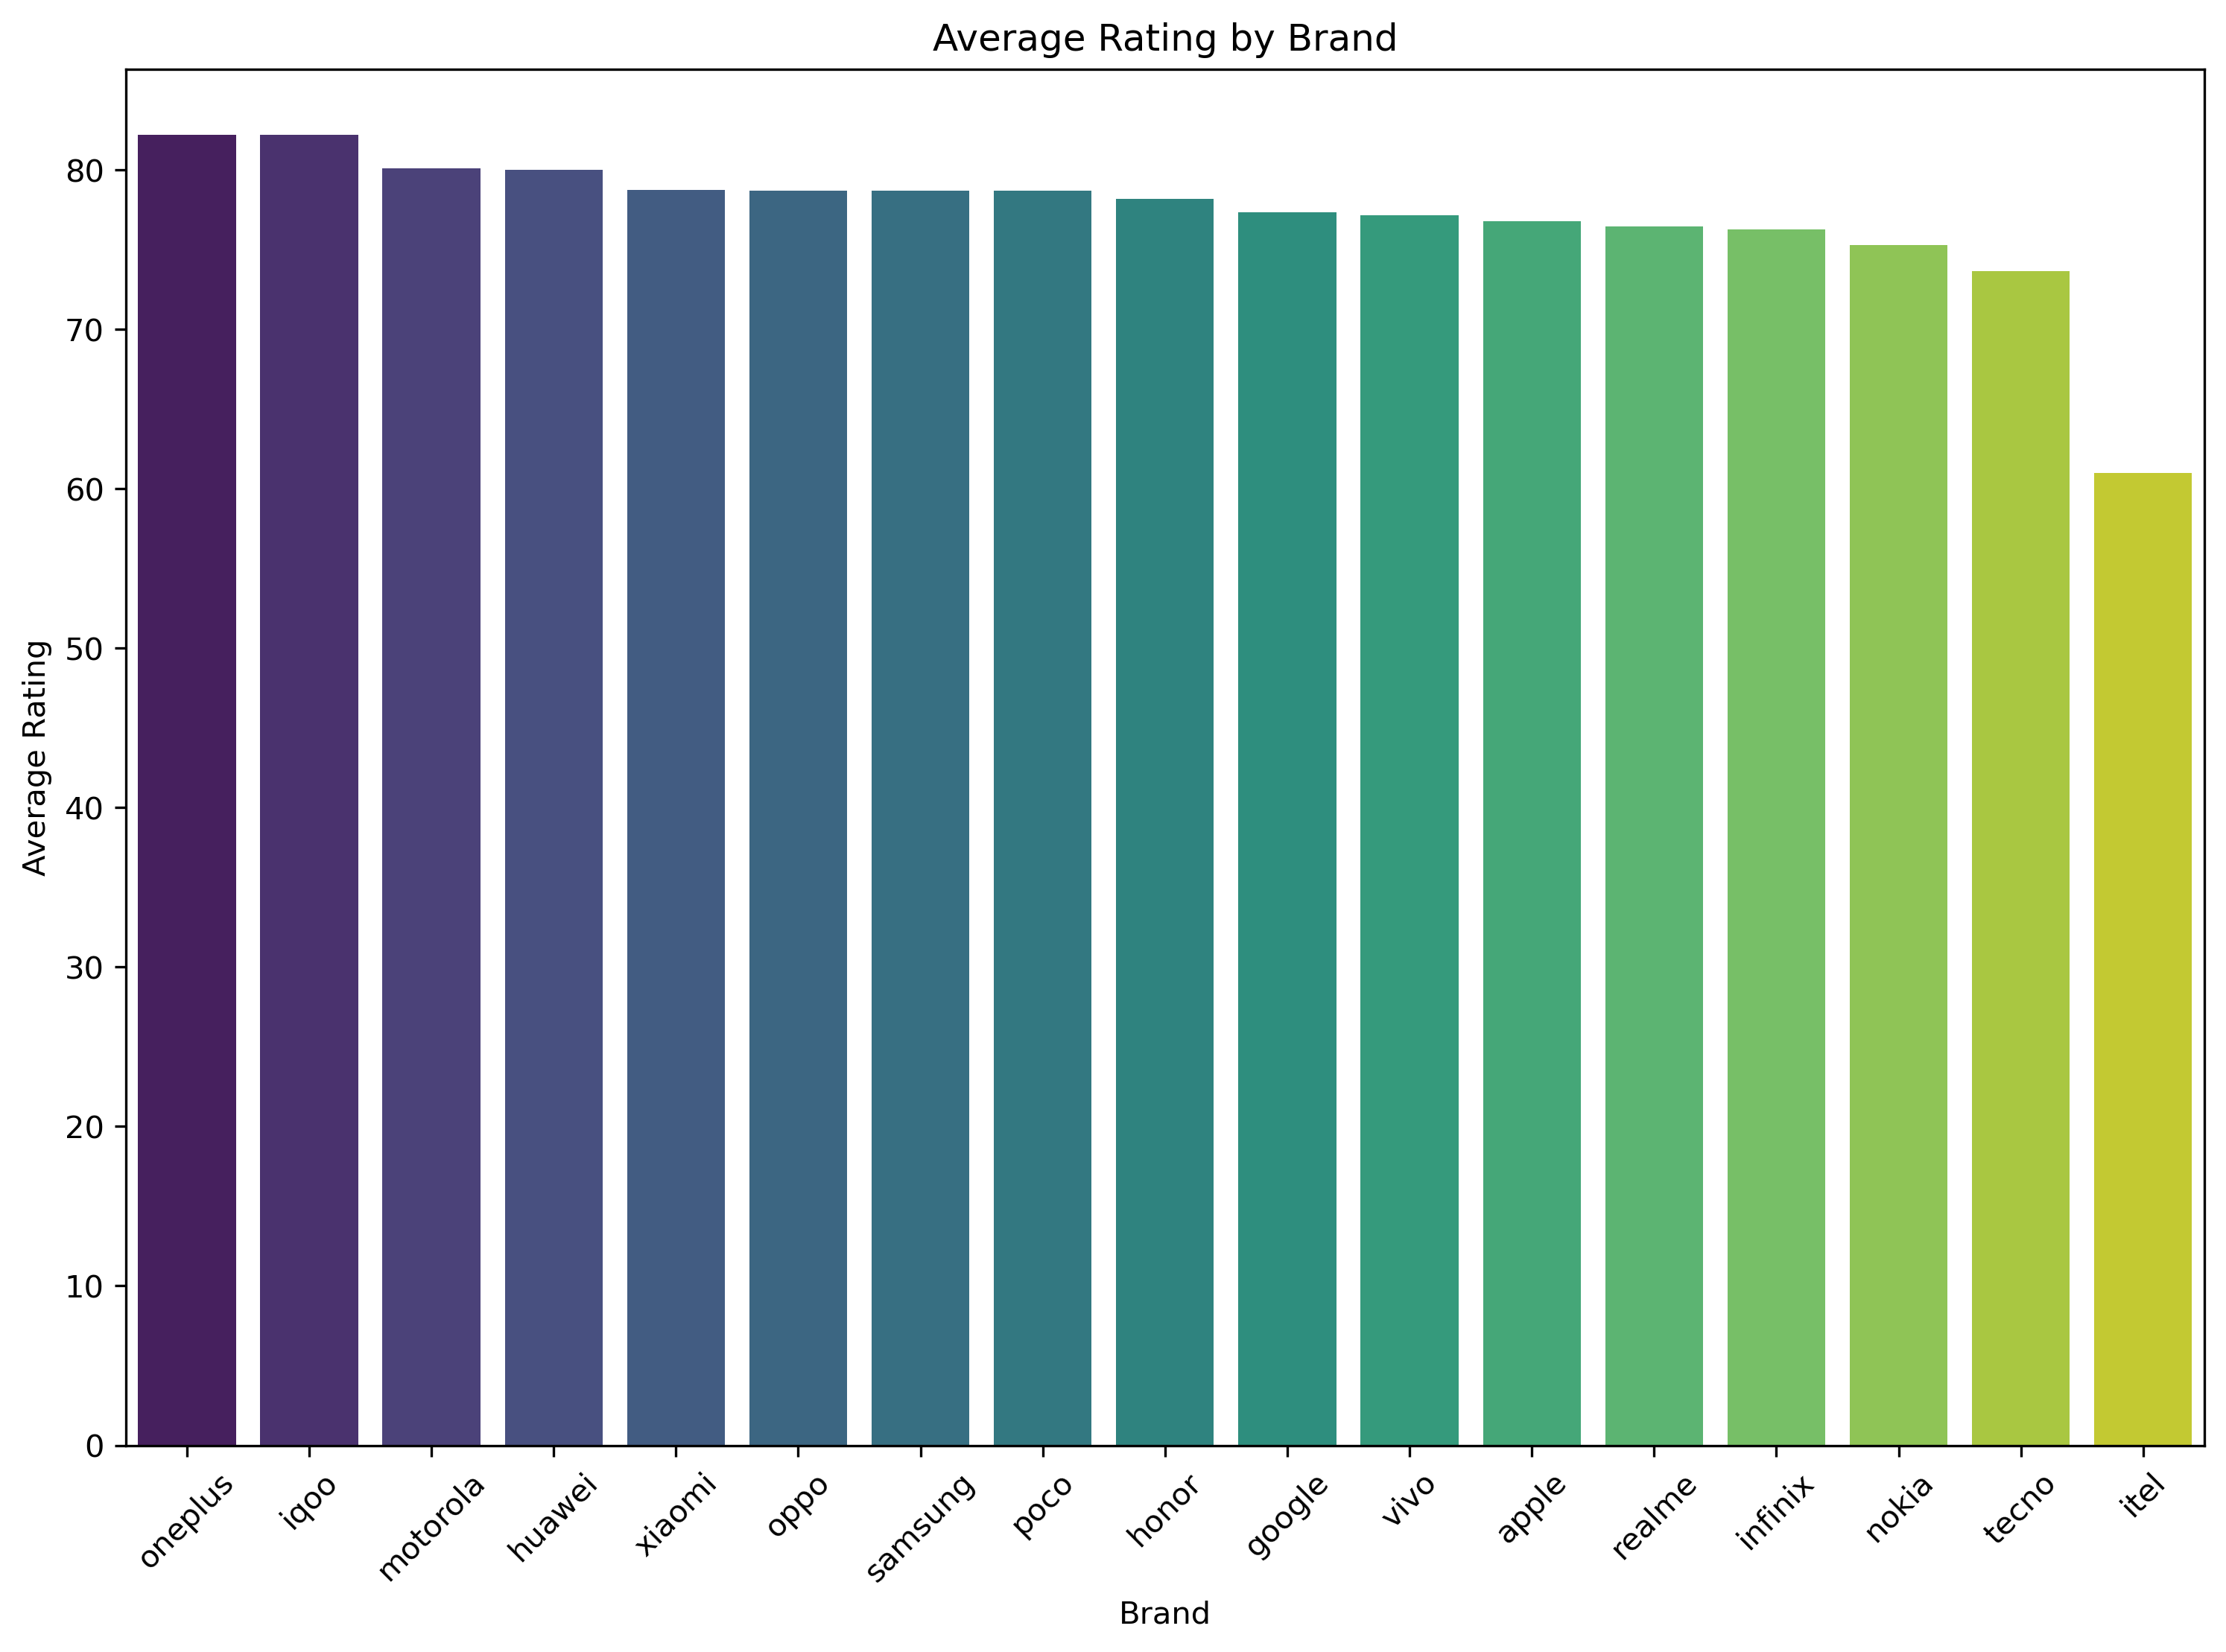 Average Rating by Brand
Average Rating
80
70
60
50
40
30
20
10
0
oneplus
iqoo
motorola
huawei
xiaomi
oppo
samsung
poco
honor
google
vivo
apple
realme
infinix
nokia
tecno
itel
Brand